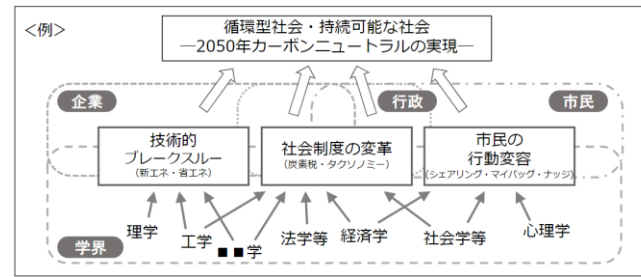 <例>
循環型社会・持続可能な社会
―2050年カーボンニュートラルの実現―
企業
行政
市民
技術的
ブレークスルー
(新エネ・省エネ)
社会制度の変革
(炭素税・タクソノミー)
市民の
行動変容
(シェアリング・マイバッグ・ナッジ)
理学
工学
■■学
法学等
経済学
社会学等
心理学
学界